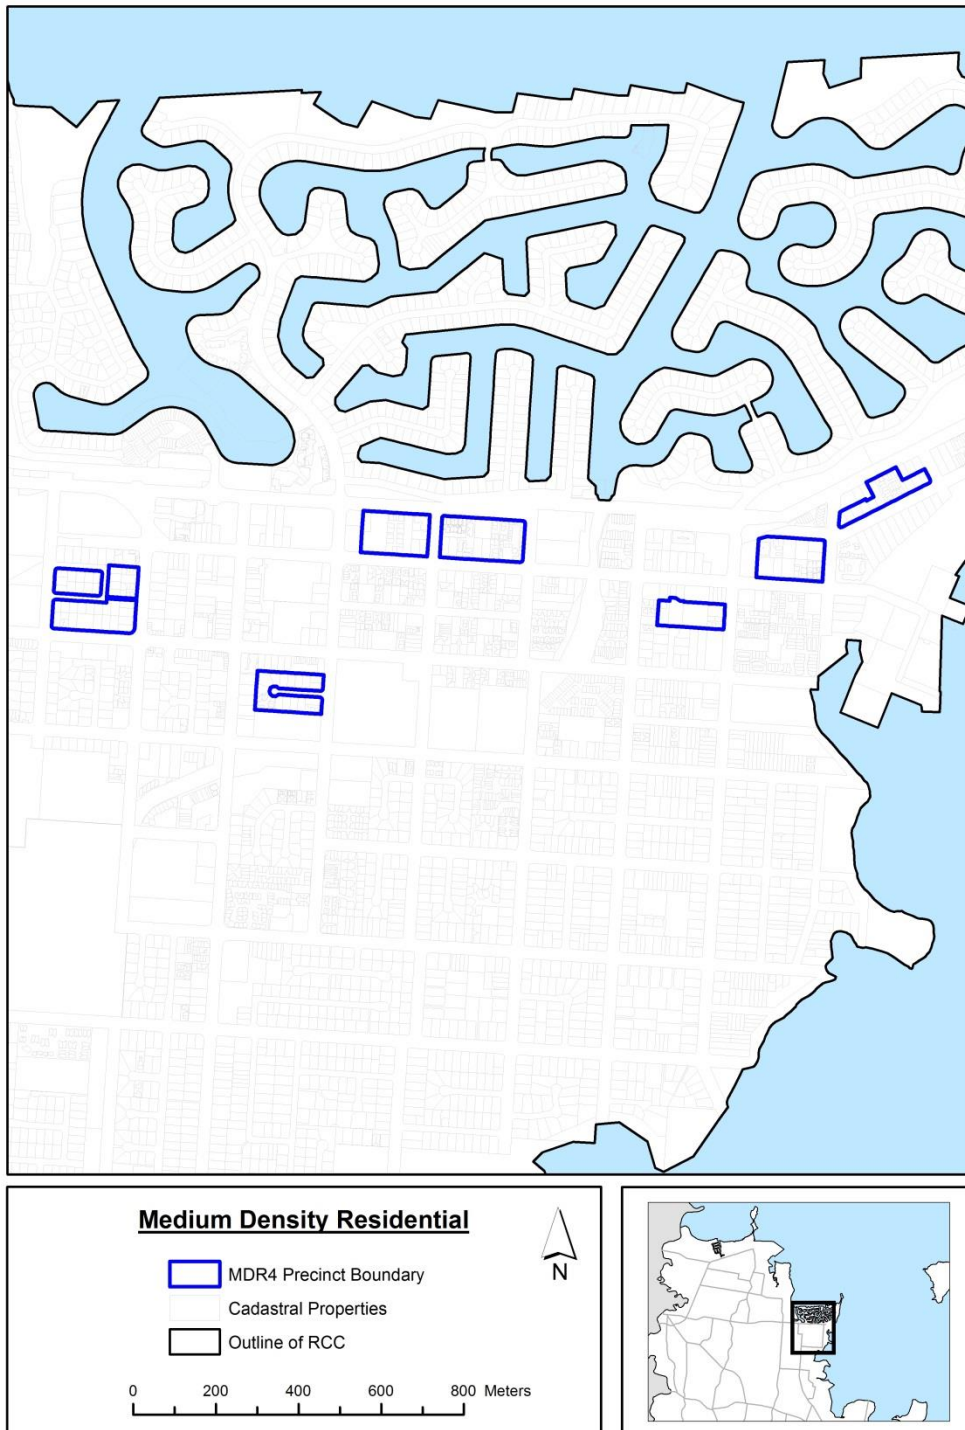 Medium Density Residential
MDR4 Precinct Boundary
Cadastral Properties
Outline of RCC
N
0 200 400 600 800 Meters